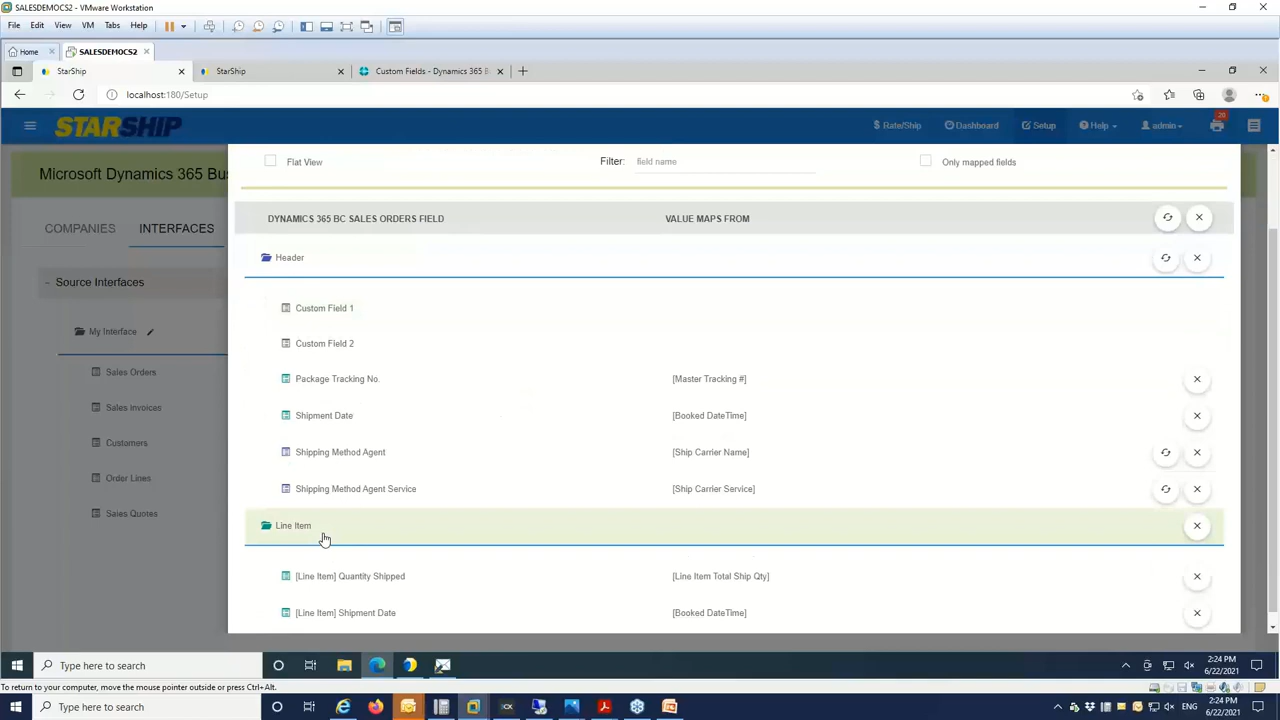 SALESDEMOCS2 - VMware Workstation
File Edit View VM Tabs Help
Home SALESDEMOCS2
StarShip StarShip Custom Fields - Dynamics 365 B
localhost:180/Setup
STARSHIP Rate/Ship Dashboard Setup Help admin 20
Flat View Filter: field name Only mapped fields
Microsoft Dynamics 365 Bu
DYNAMICS 365 BC SALES ORDERS FIELD VALUE MAPS FROM
COMPANIES INTERFACES
Header
Source Interfaces
Custom Field 1
My Interface
Custom Field 2
Sales Orders
Package Tracking No. [Master Tracking #]
Sales Invoices
Shipment Date [Booked DateTime]
Customers
Shipping Method Agent [Ship Carrier Name]
Order Lines
Shipping Method Agent Service [Ship Carrier Service]
Sales Quotes
Line Item
[Line Item] Quantity Shipped [Line Item Total Ship Qty]
[Line Item] Shipment Date [Booked DateTime]
Type here to search 2:24 PM
6/22/2021
To return to your computer, move the mouse pointer outside or press Ctrl+Alt.
Type here to search 2:24 PM
6/22/2021